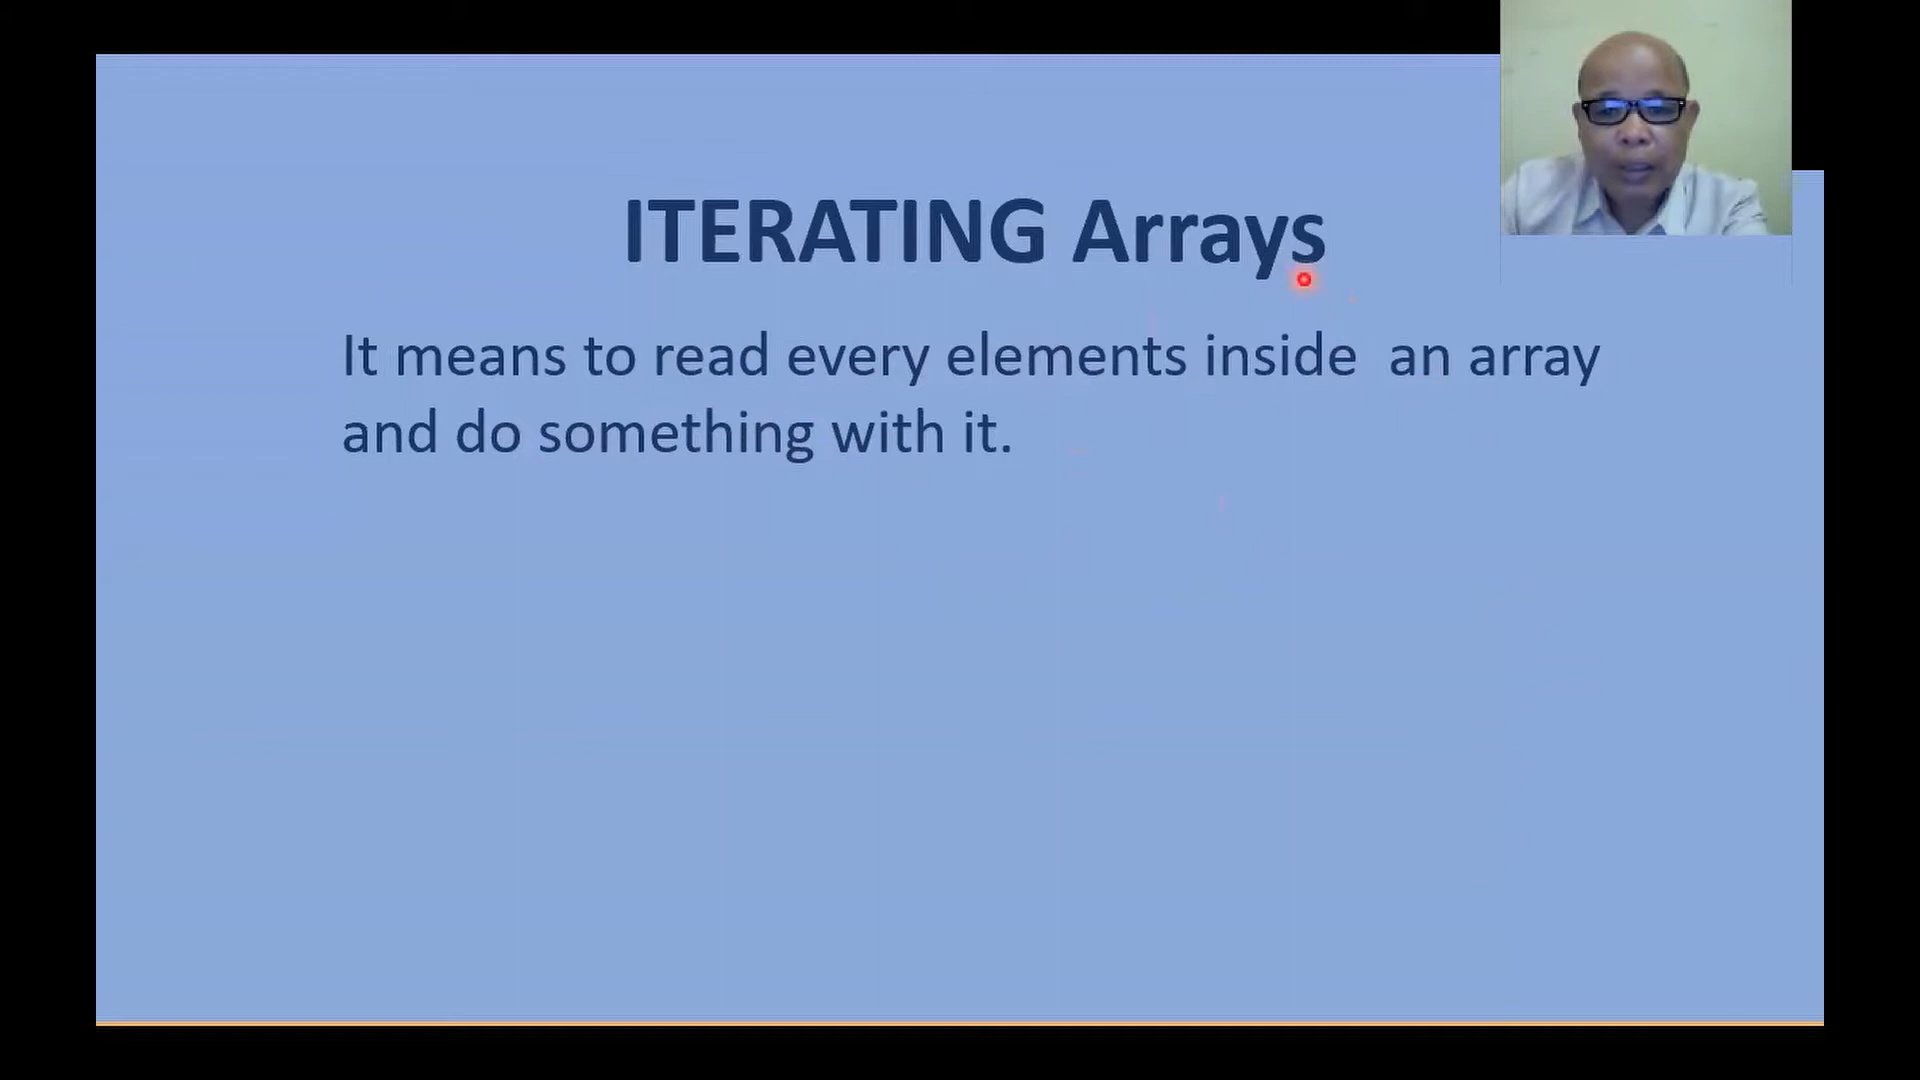 ITERATING Arrays
It means to read every elements inside an array
and do something with it.